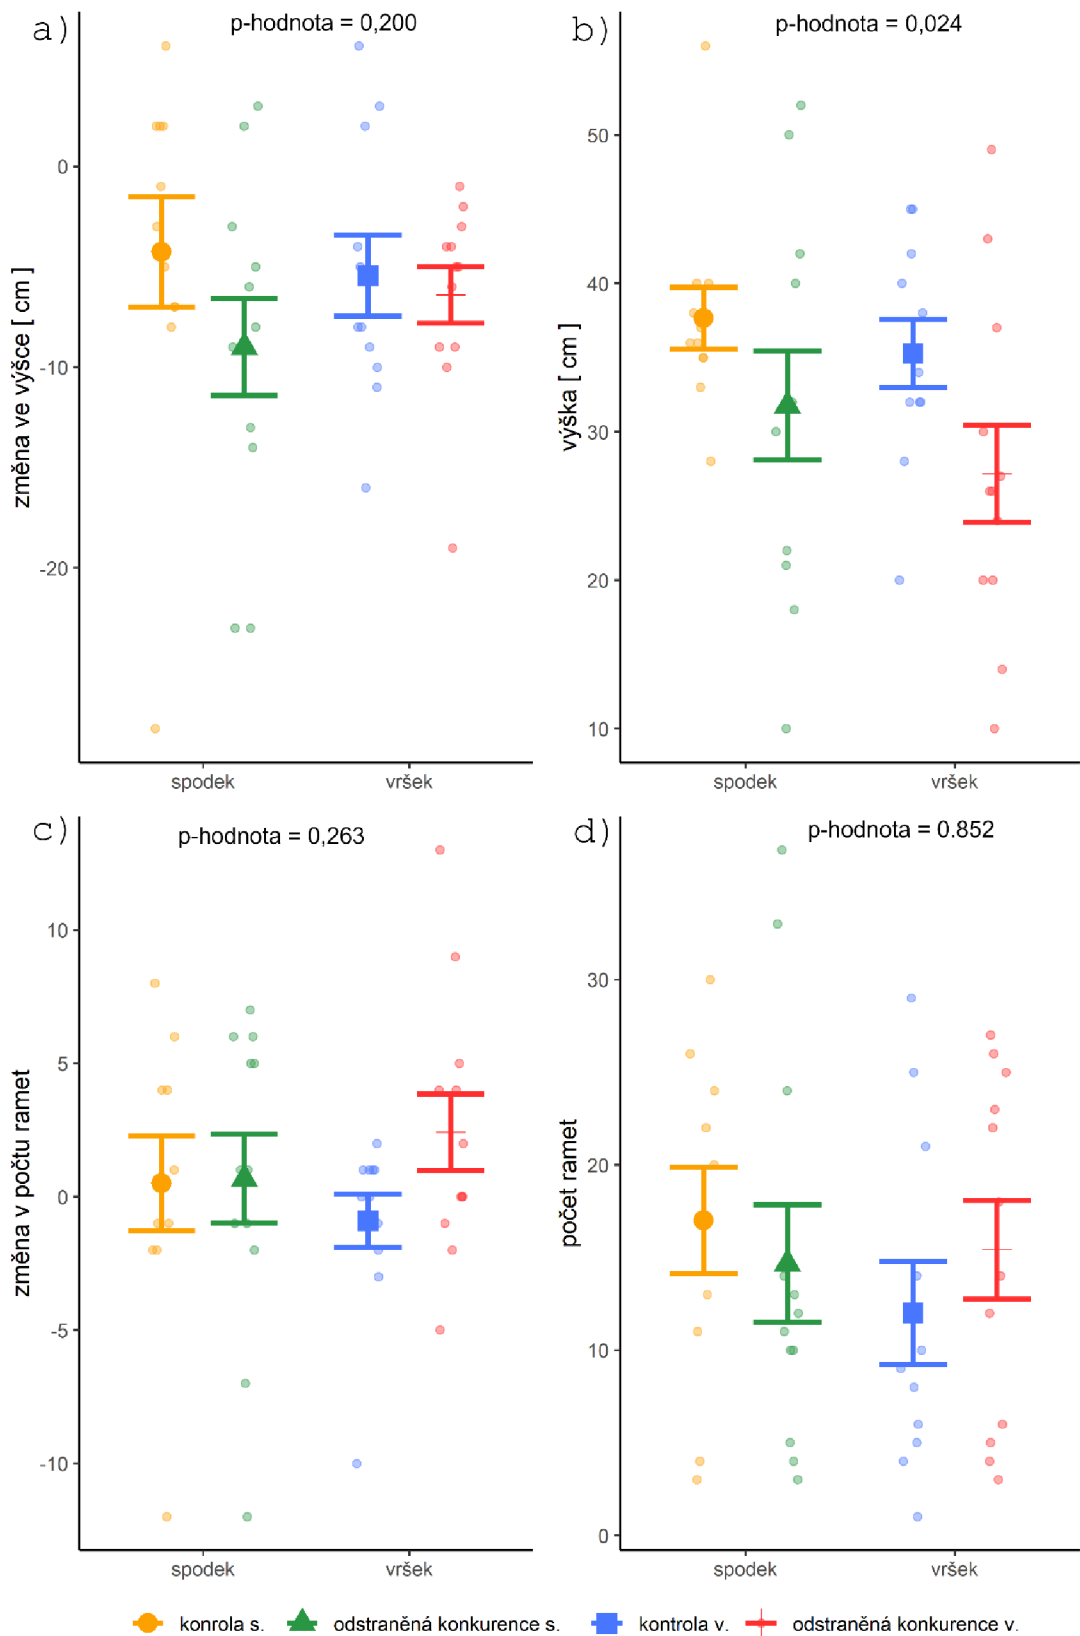 a)
p-hodnota = 0,200
změna ve výšce [ cm ]
0
-10
-20
spodek
vršek
b)
p-hodnota = 0,024
výška [ cm ]
50
40
30
20
10
spodek
vršek
c)
p-hodnota = 0,263
změna v počtu ramet
10
5
0
-5
-10
spodek
vršek
d)
p-hodnota = 0.852
počet ramet
30
20
10
0
spodek
vršek
konrola s.
odstraněná konkurence s.
kontrola v.
odstraněná konkurence v.